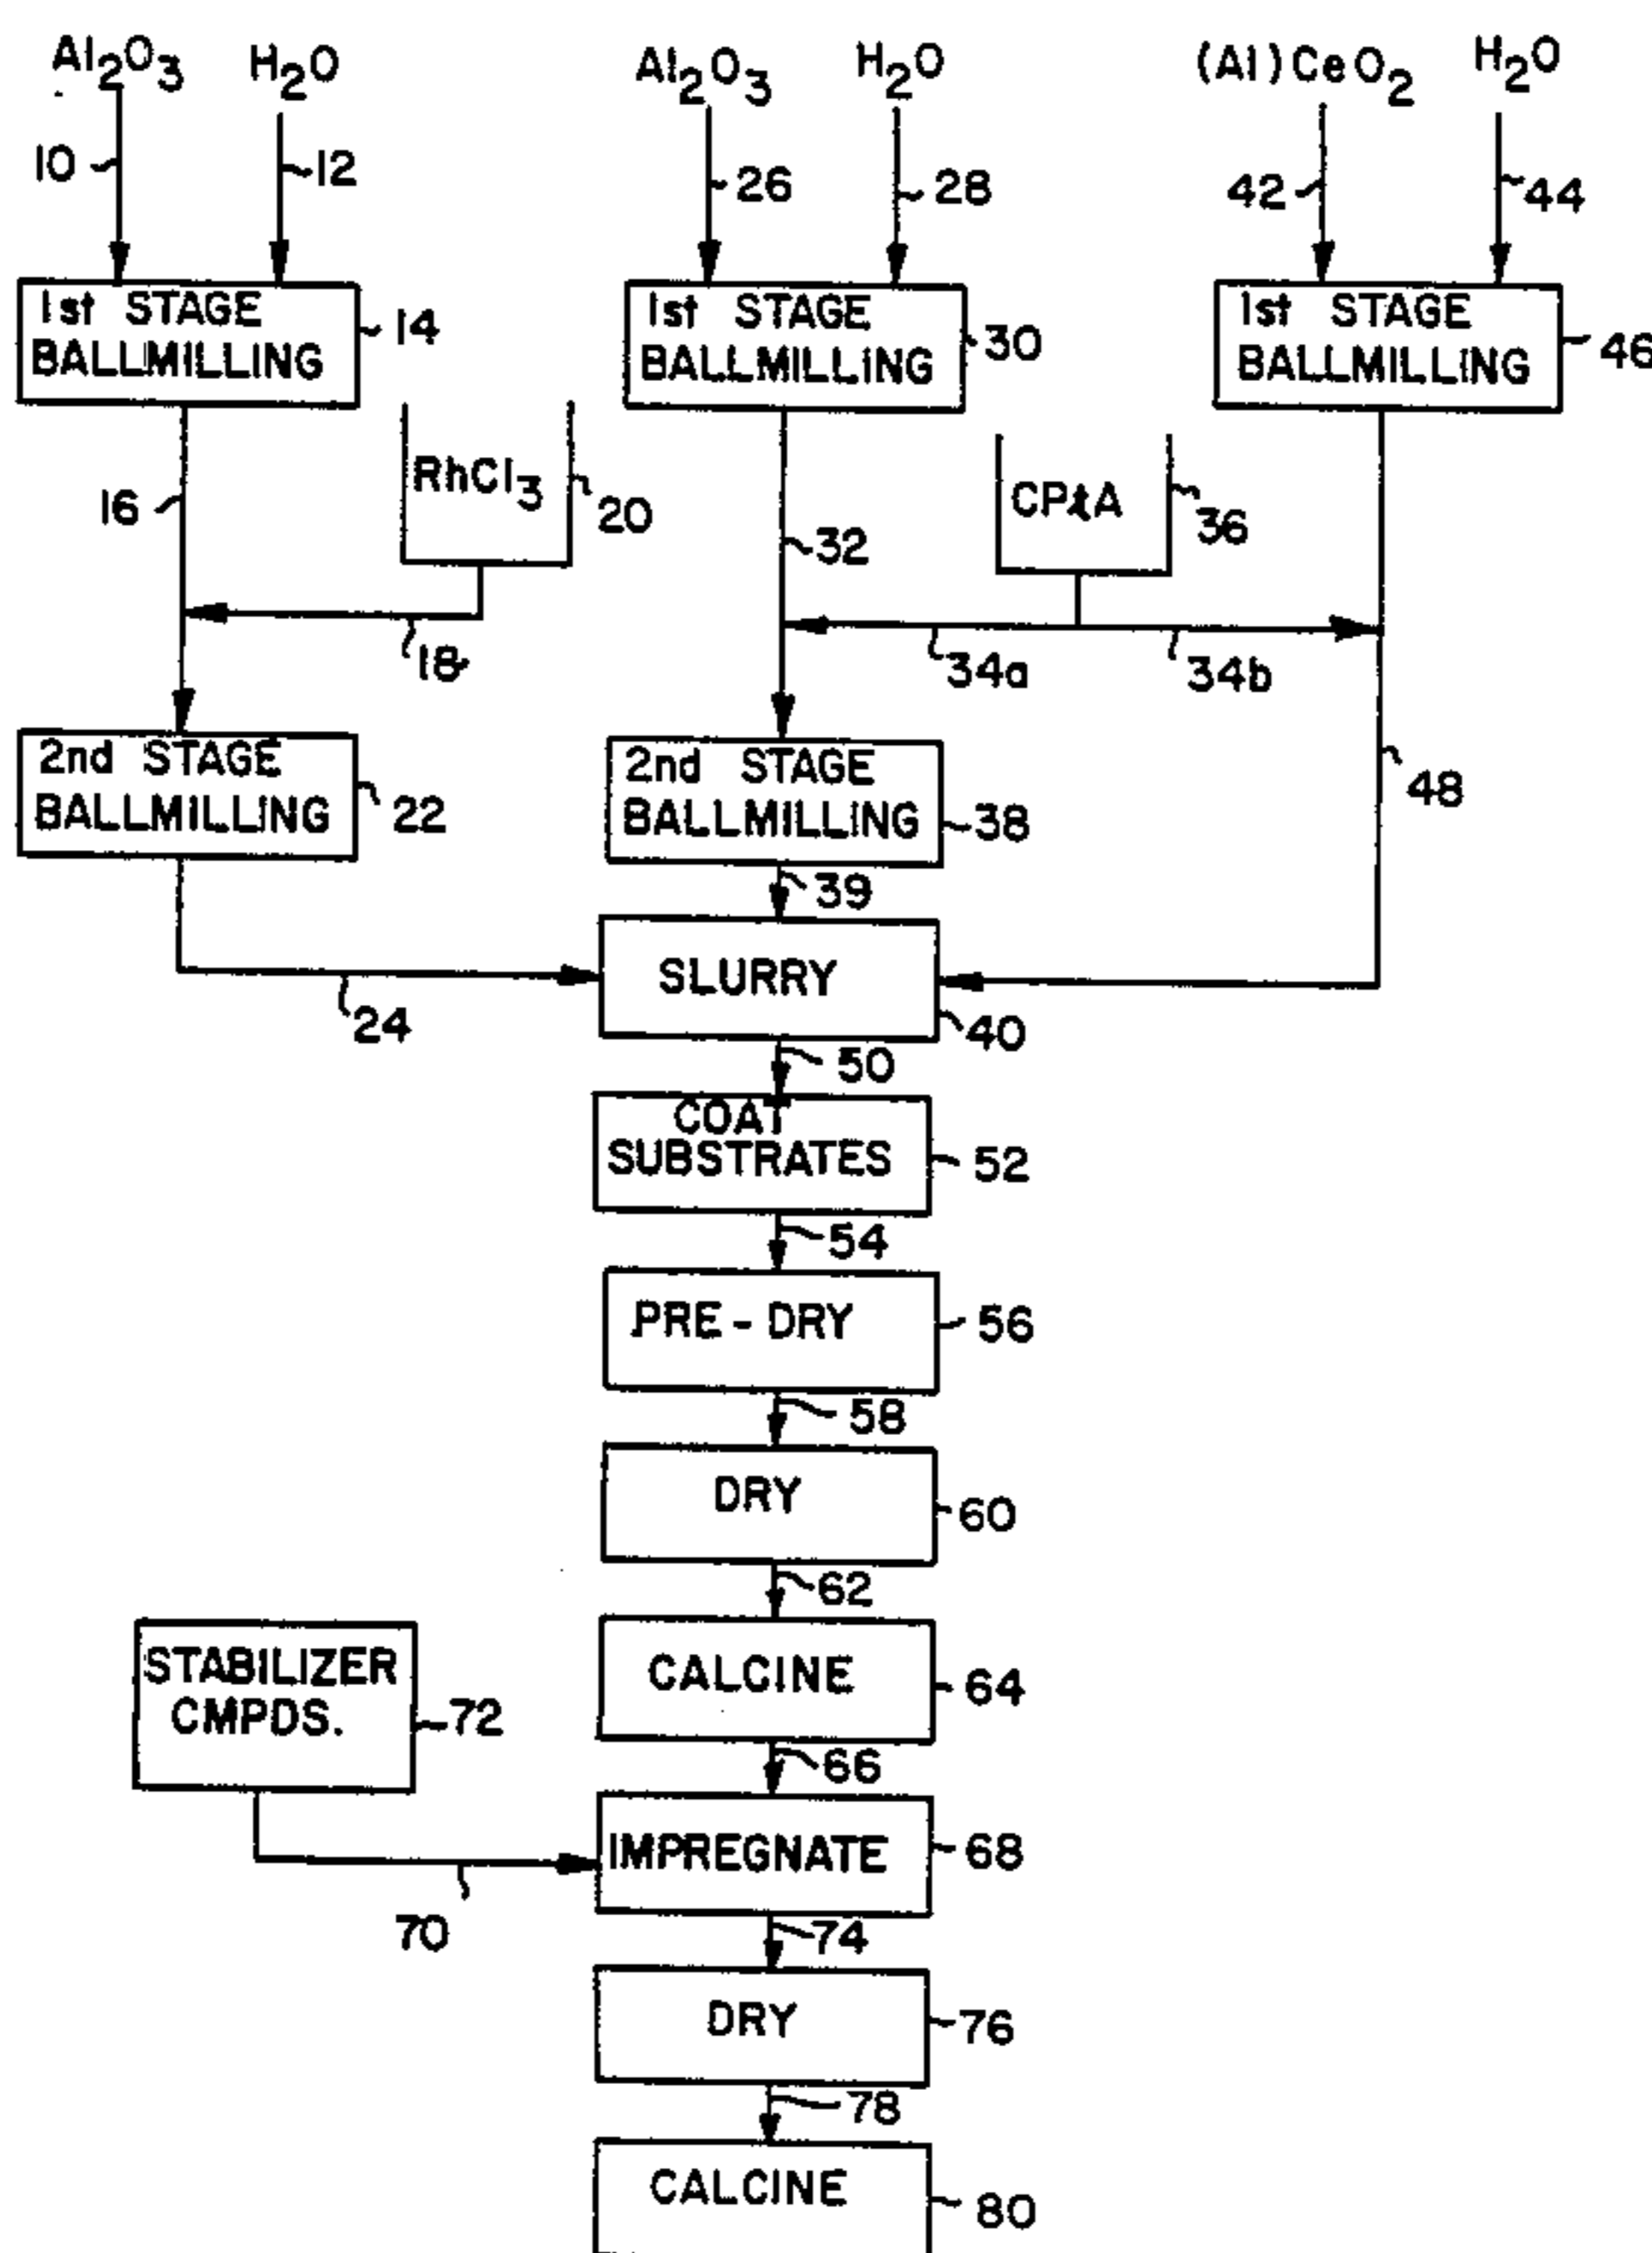 Al2O3 H2O Al2O3 H2O (Al)CeO2 H2O
10 12 26 28 42 44
1st STAGE
BALLMILLING
14
1st STAGE
BALLMILLING
30
1st STAGE
BALLMILLING
46
16
RhCl3
20
32
CPtA
36
18
34a
34b
48
2nd STAGE
BALLMILLING
22
2nd STAGE
BALLMILLING
38
39
24
SLURRY
40
50
COAT
SUBSTRATES
52
54
PRE-DRY
56
58
DRY
60
62
STABILIZER
CMPDS.
72
CALCINE
64
66
IMPREGNATE
68
70
74
DRY
76
78
CALCINE
80